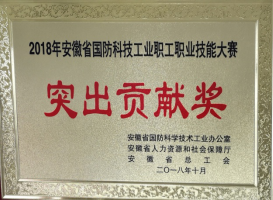 2018年安徽省国防科技工业职工职业技能大赛
突出贡献奖
安徽省国防科学技术工业办公室
安徽省人力资源和社会保障厅
安徽省总工会
二〇一八年十月